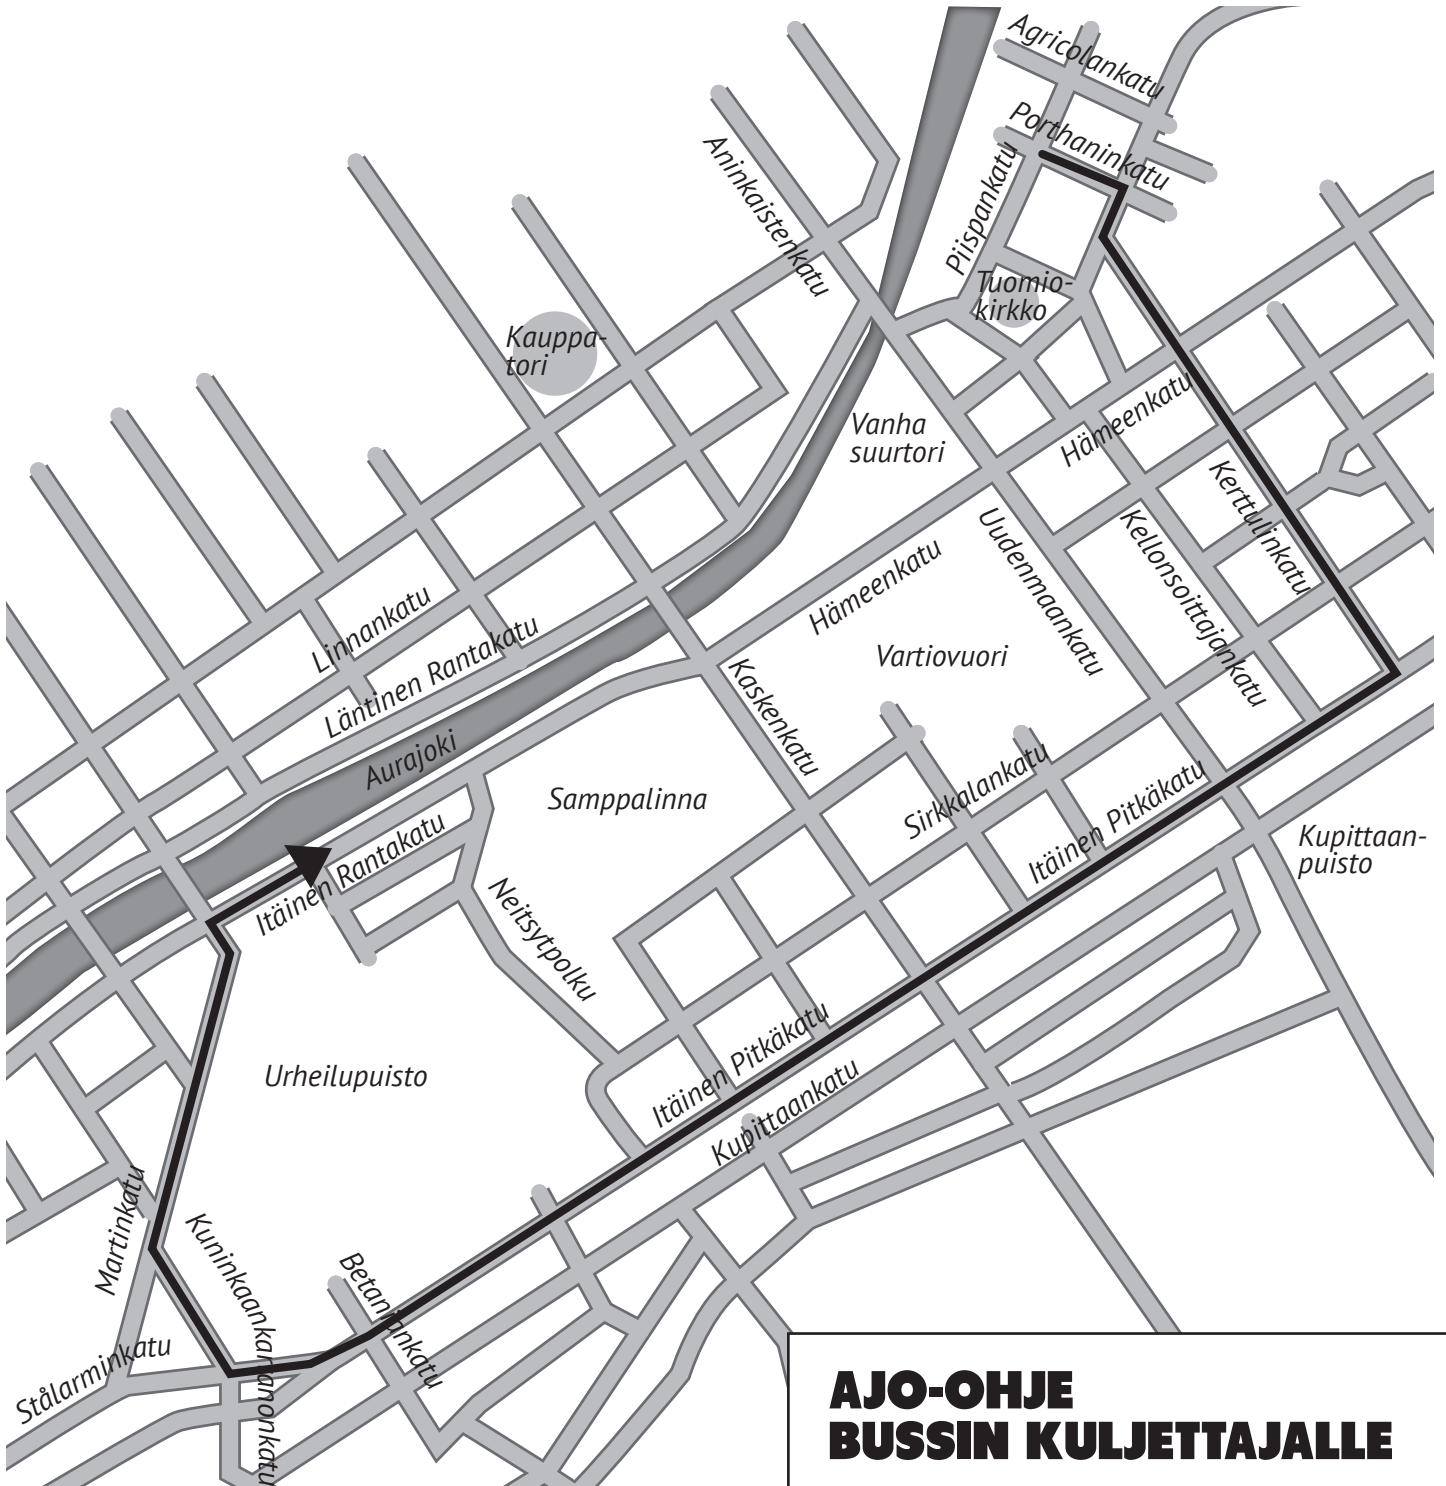 Agricolankatu
Porthaninkatu
Aninkaistenkatu
Piispankatu
Tuomio-
kirkko
Kauppa-
tori
Vanha
suurtori
Hämeenkatu
Kerttulinkatu
Uudenmaankatu
Kellonsoittajankatu
Hämeenkatu
Linnankatu
Läntinen Rantakatu
Vartiovuori
Kaskenkatu
Aurajoki
Samppalinna
Sirkkalankatu
Itäinen Pitkäkatu
Itäinen Rantakatu
Kupittaan-
puisto
Neitsytpolku
Urheilupuisto
Itäinen Pitkäkatu
Kupittaankatu
Martinkatu
Kuninkaankartanonkatu
Betaniankatu
Stålarminkatu
AJO-OHJE
BUSSIN KULJETTAJALLE